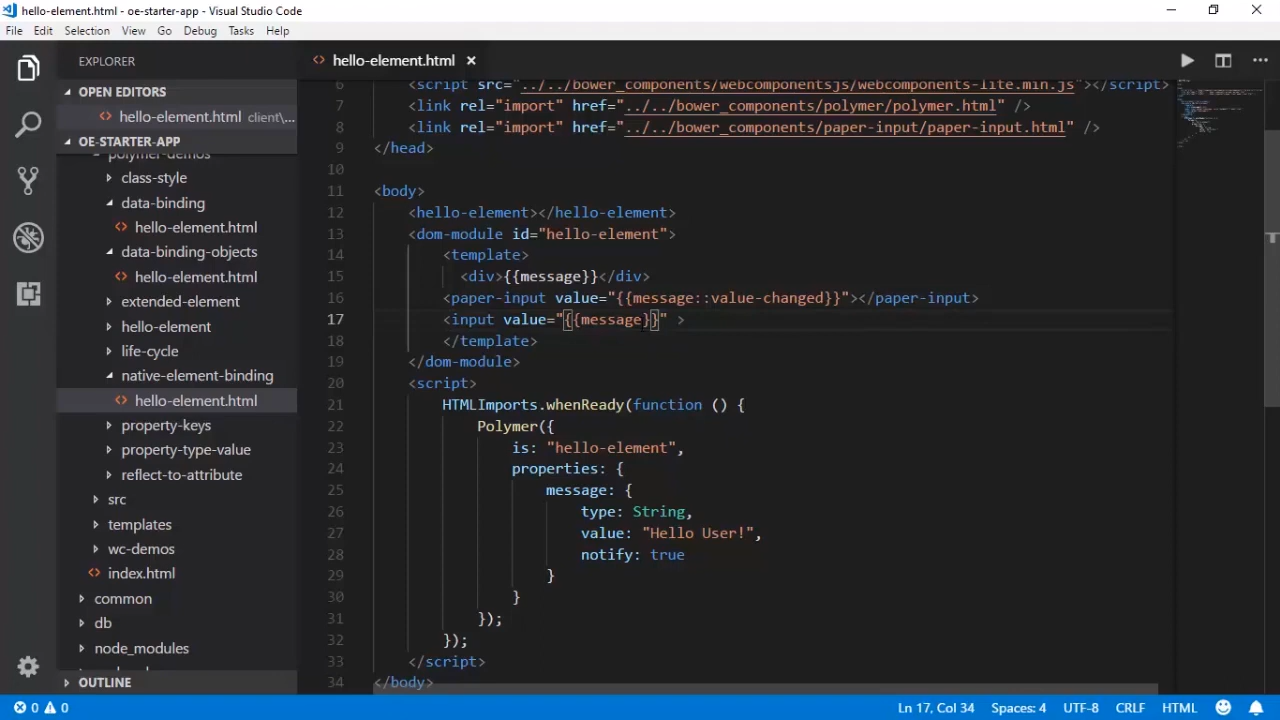 hello-element.html - oe-starter-app - Visual Studio Code
File Edit Selection View Go Debug Tasks Help
EXPLORER
OPEN EDITORS
hello-element.html client\...
OE-STARTER-APP
polymer-demos
class-style
data-binding
hello-element.html
data-binding-objects
hello-element.html
extended-element
hello-element
life-cycle
native-element-binding
hello-element.html
property-keys
property-type-value
reflect-to-attribute
src
templates
wc-demos
index.html
common
db
node_modules
OUTLINE
hello-element.html
6 <script src="../../bower_components/webcomponentsjs/webcomponents-lite.min.js"></script>
7 <link rel="import" href="../../bower_components/polymer/polymer.html" />
8 <link rel="import" href="../../bower_components/paper-input/paper-input.html" />
9 </head>
10
11 <body>
12 <hello-element></hello-element>
13 <dom-module id="hello-element">
14 <template>
15 <div>{{message}}</div>
16 <paper-input value="{{message::value-changed}}"></paper-input>
17 <input value="{{message}}" >
18 </template>
19 </dom-module>
20 <script>
21 HTMLImports.whenReady(function () {
22 Polymer({
23 is: "hello-element",
24 properties: {
25 message: {
26 type: String,
27 value: "Hello User!",
28 notify: true
29 }
30 }
31 });
32 });
33 </script>
34 </body>
0 0 Ln 17, Col 34 Spaces: 4 UTF-8 CRLF HTML